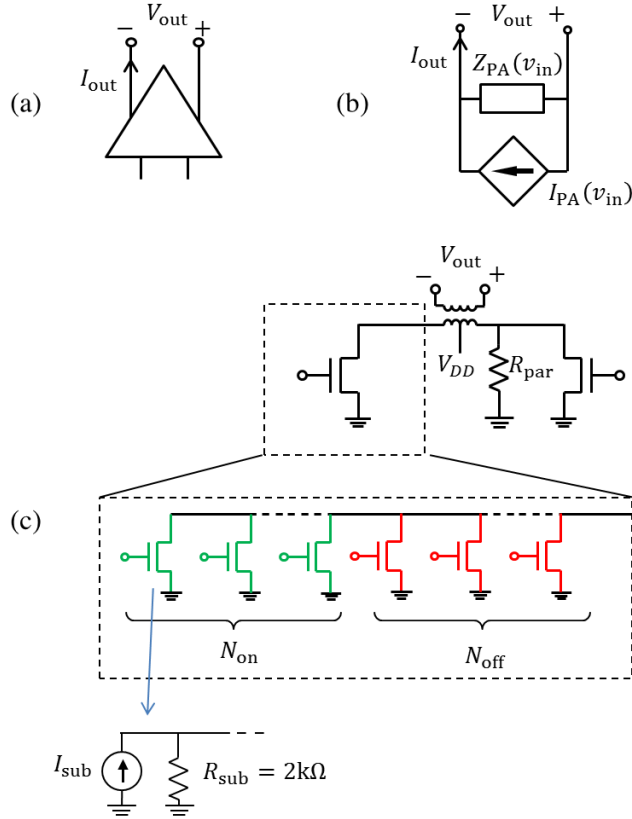 V_out
− +
I_out
(a)
V_out
− +
I_out
Z_PA(v_in)
(b)
I_PA(v_in)
V_out
− +
V_DD
R_par
(c)
N_on
N_off
I_sub
R_sub = 2kΩ